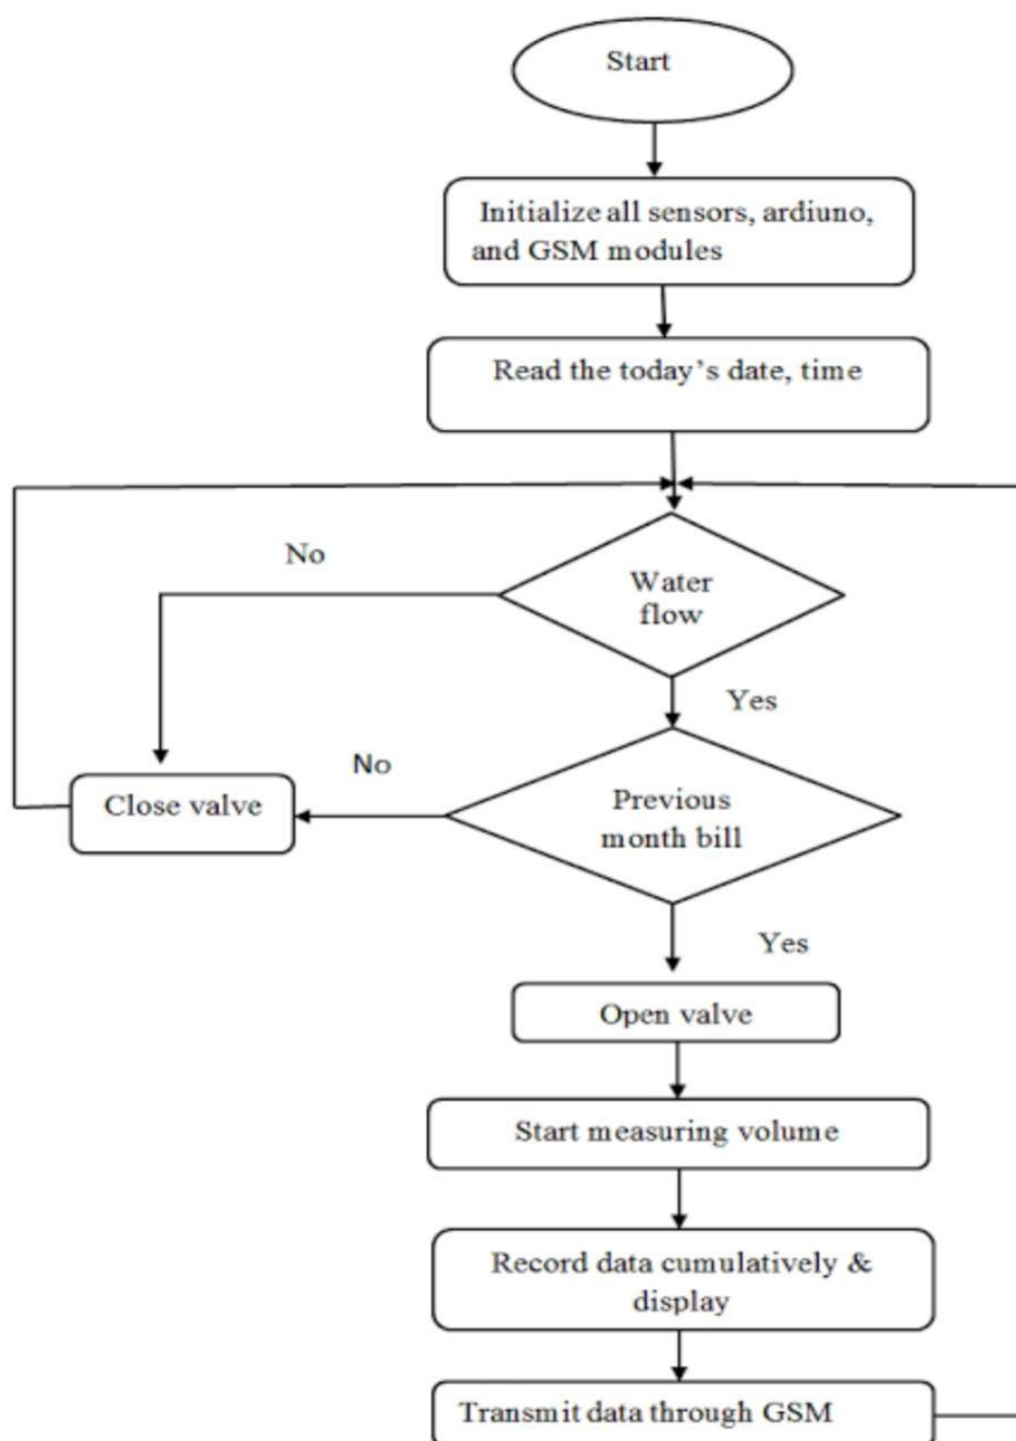 Start
Initialize all sensors, ardiuno,
and GSM modules
Read the today's date, time
No
Water
flow
Yes
No
Close valve
Previous
month bill
Yes
Open valve
Start measuring volume
Record data cumulatively &
display
Transmit data through GSM